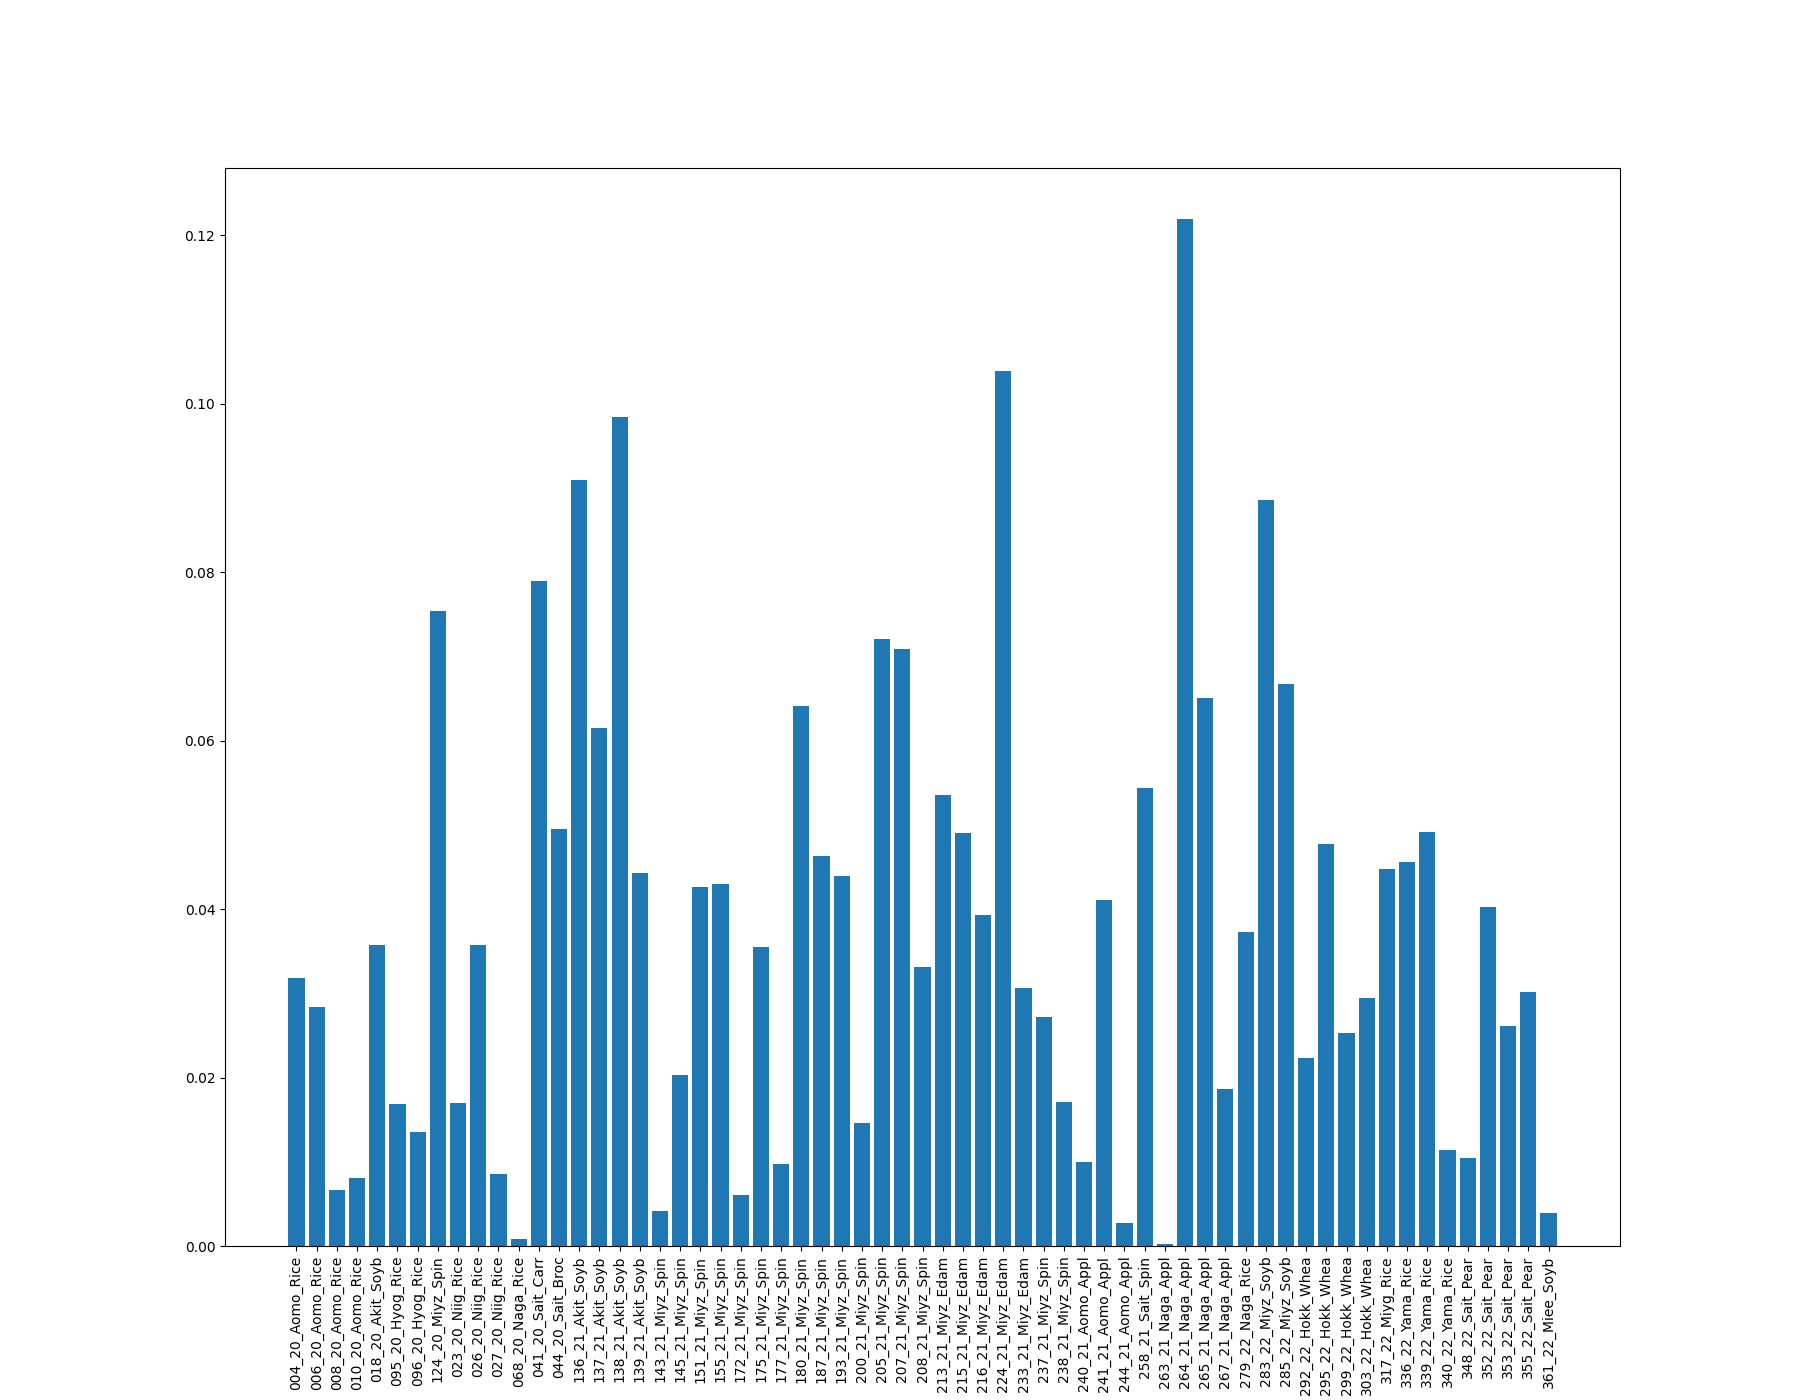 0.12
0.10
0.08
0.06
0.04
0.02
0.00
004_20_Aomo_Rice
006_20_Aomo_Rice
008_20_Aomo_Rice
010_20_Aomo_Rice
018_20_Akit_Soyb
095_20_Hyog_Rice
096_20_Hyog_Rice
124_20_Miyz_Spin
023_20_Niig_Rice
026_20_Niig_Rice
027_20_Niig_Rice
068_20_Naga_Rice
041_20_Sait_Carr
044_20_Sait_Broc
136_21_Akit_Soyb
137_21_Akit_Soyb
138_21_Akit_Soyb
139_21_Akit_Soyb
143_21_Miyz_Spin
145_21_Miyz_Spin
151_21_Miyz_Spin
155_21_Miyz_Spin
172_21_Miyz_Spin
175_21_Miyz_Spin
177_21_Miyz_Spin
180_21_Miyz_Spin
187_21_Miyz_Spin
193_21_Miyz_Spin
200_21_Miyz_Spin
205_21_Miyz_Spin
207_21_Miyz_Spin
208_21_Miyz_Spin
213_21_Miyz_Edam
215_21_Miyz_Edam
216_21_Miyz_Edam
224_21_Miyz_Edam
233_21_Miyz_Edam
237_21_Miyz_Spin
238_21_Miyz_Spin
240_21_Aomo_Appl
241_21_Aomo_Appl
244_21_Aomo_Appl
258_21_Sait_Spin
263_21_Naga_Appl
264_21_Naga_Appl
265_21_Naga_Appl
267_21_Naga_Appl
279_22_Naga_Rice
283_22_Miyz_Soyb
285_22_Miyz_Soyb
292_22_Hokk_Whea
295_22_Hokk_Whea
299_22_Hokk_Whea
303_22_Hokk_Whea
317_22_Miyg_Rice
336_22_Yama_Rice
339_22_Yama_Rice
340_22_Yama_Rice
348_22_Sait_Pear
352_22_Sait_Pear
353_22_Sait_Pear
355_22_Sait_Pear
361_22_Miee_Soyb